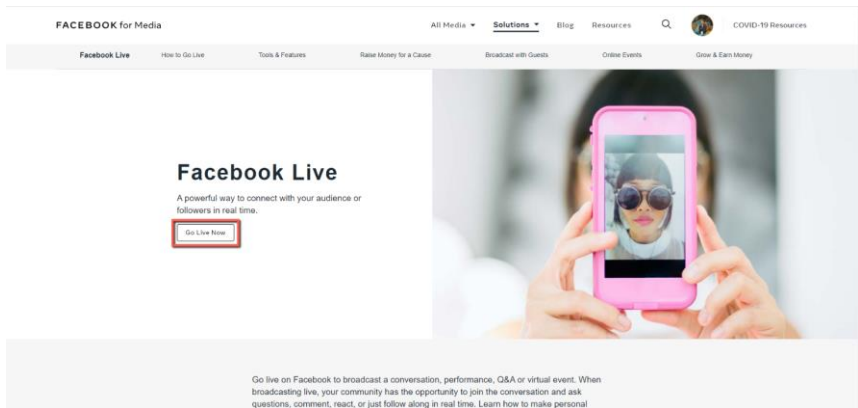 FACEBOOK for Media
All Media Solutions Blog Resources COVID-19 Resources
Facebook Live How to Go Live Tools & Features Raise Money for a Cause Broadcast with Guests Online Events Grow & Earn Money
Facebook Live
A powerful way to connect with your audience or
followers in real time.
Go Live Now
Go live on Facebook to broadcast a conversation, performance, Q&A or virtual event. When
broadcasting live, your community has the opportunity to join the conversation and ask
questions, comment, react, or just follow along in real time. Learn how to make personal